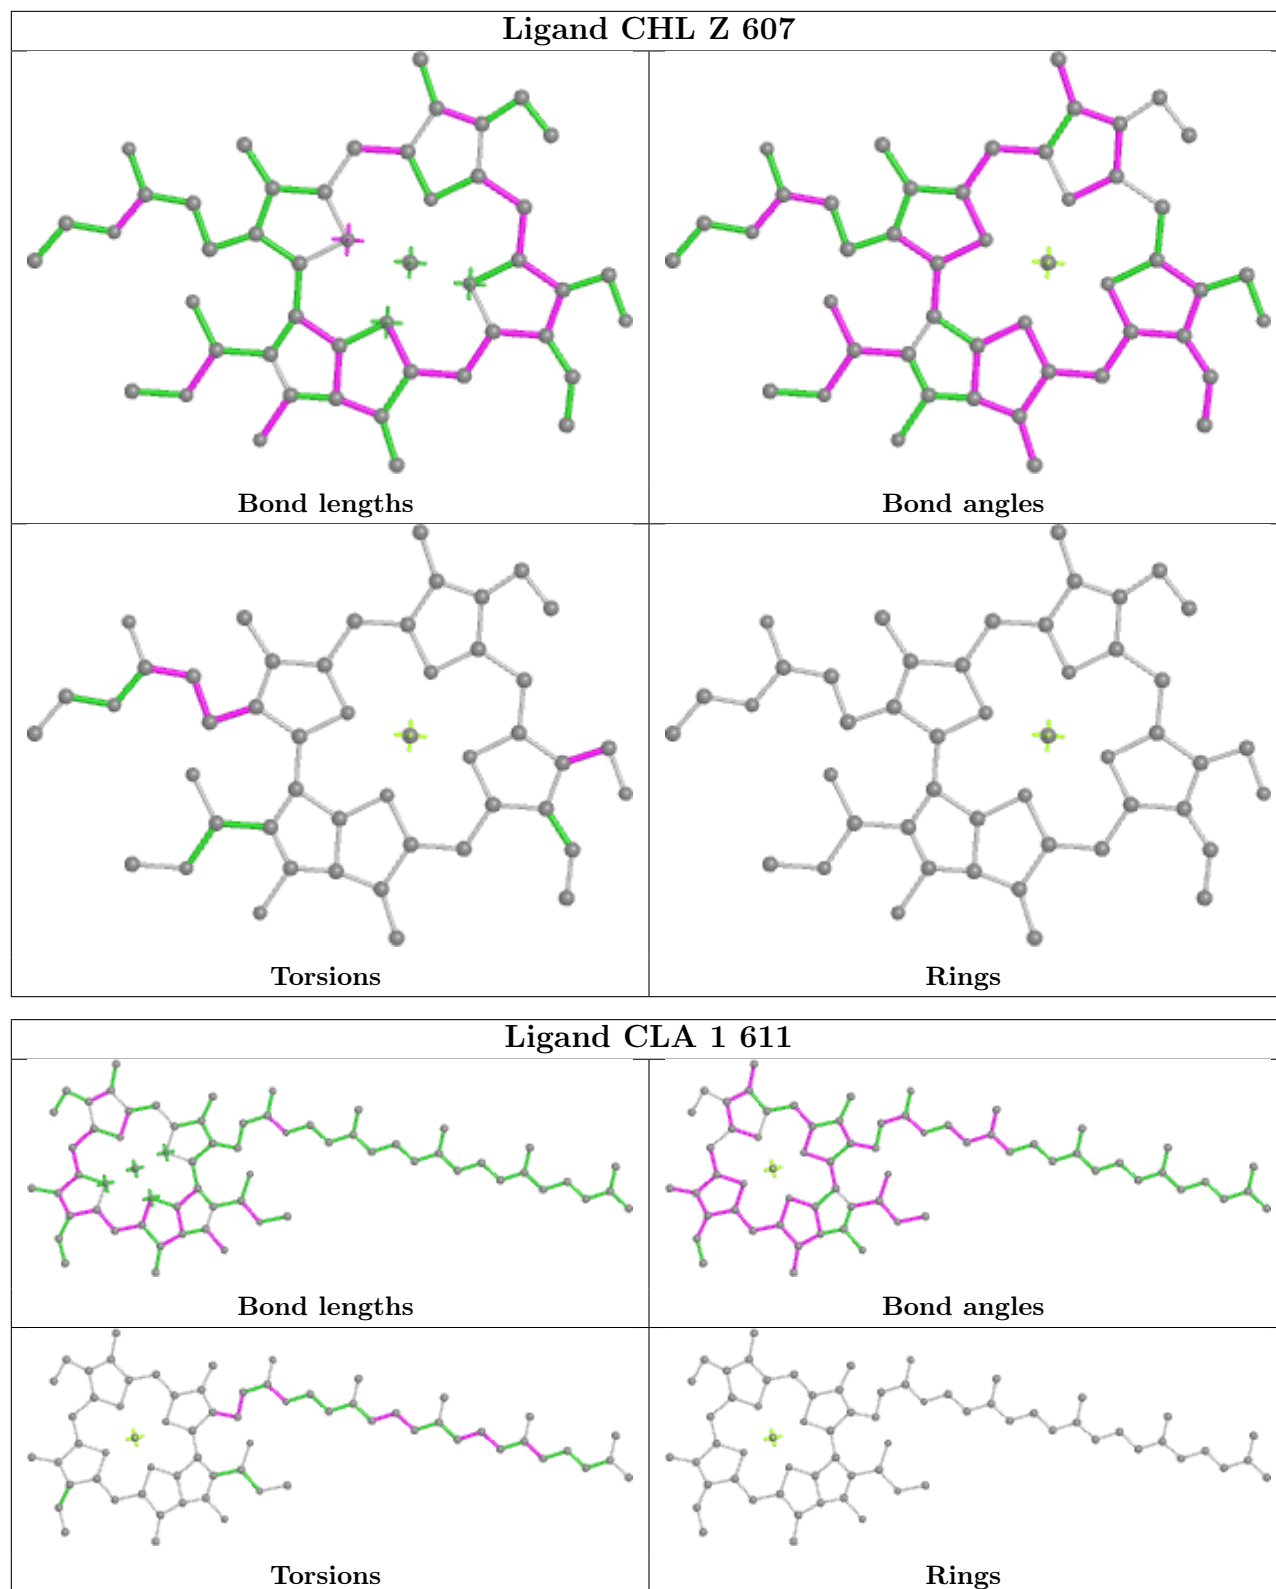 Ligand CHL Z 607
Bond lengths
Bond angles
Torsions
Rings
Ligand CLA 1 611
Bond lengths
Bond angles
Torsions
Rings